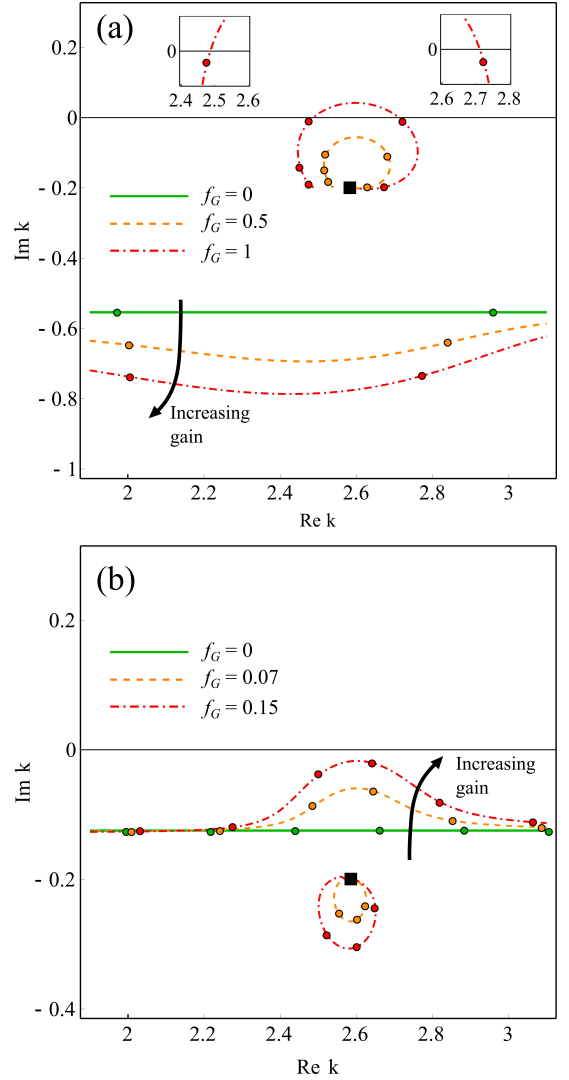 (a)
0
2.4 2.5 2.6
0
2.6 2.7 2.8
0.2
0
- 0.2
- 0.4
- 0.6
- 0.8
- 1
Im k
f_G = 0
f_G = 0.5
f_G = 1
Increasing
gain
2 2.2 2.4 2.6 2.8 3
Re k
(b)
0.2
0
- 0.2
- 0.4
Im k
f_G = 0
f_G = 0.07
f_G = 0.15
Increasing
gain
2 2.2 2.4 2.6 2.8 3
Re k